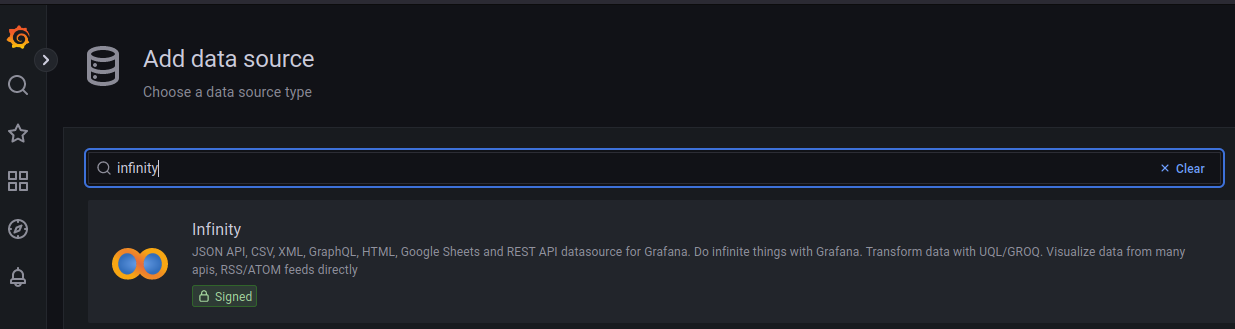 Add data source
Choose a data source type
infinity
Clear
Infinity
JSON API, CSV, XML, GraphQL, HTML, Google Sheets and REST API datasource for Grafana. Do infinite things with Grafana. Transform data with UQL/GROQ. Visualize data from many
apis, RSS/ATOM feeds directly
Signed